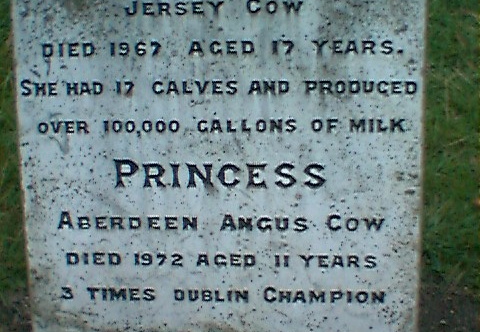 JERSEY COW
DIED 1967 AGED 17 YEARS.
SHE HAD 17 CALVES AND PRODUCED
OVER 100,000 GALLONS OF MILK
PRINCESS
ABERDEEN ANGUS COW
DIED 1972 AGED 11 YEARS
3 TIMES DUBLIN CHAMPION